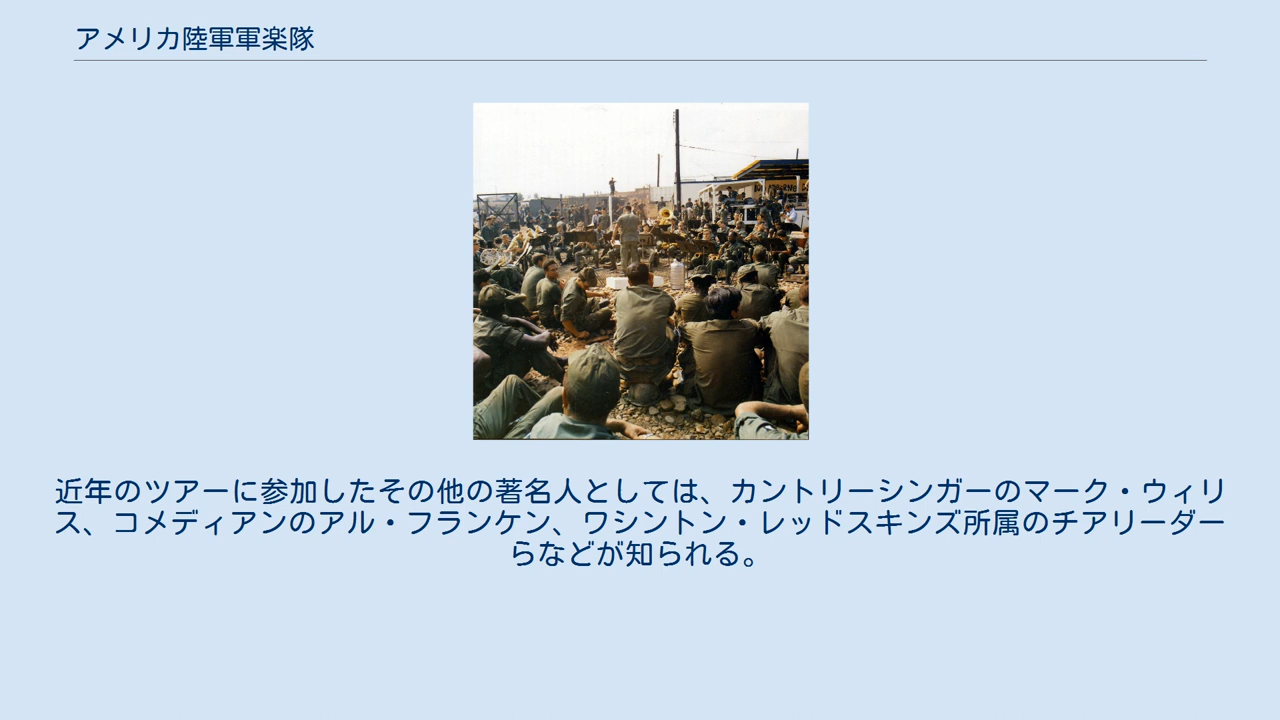 アメリカ陸軍軍楽隊
近年のツアーに参加したその他の著名人としては、カントリーシンガーのマーク・ウィリ
ス、コメディアンのアル・フランケン、ワシントン・レッドスキンズ所属のチアリーダー
らなどが知られる。